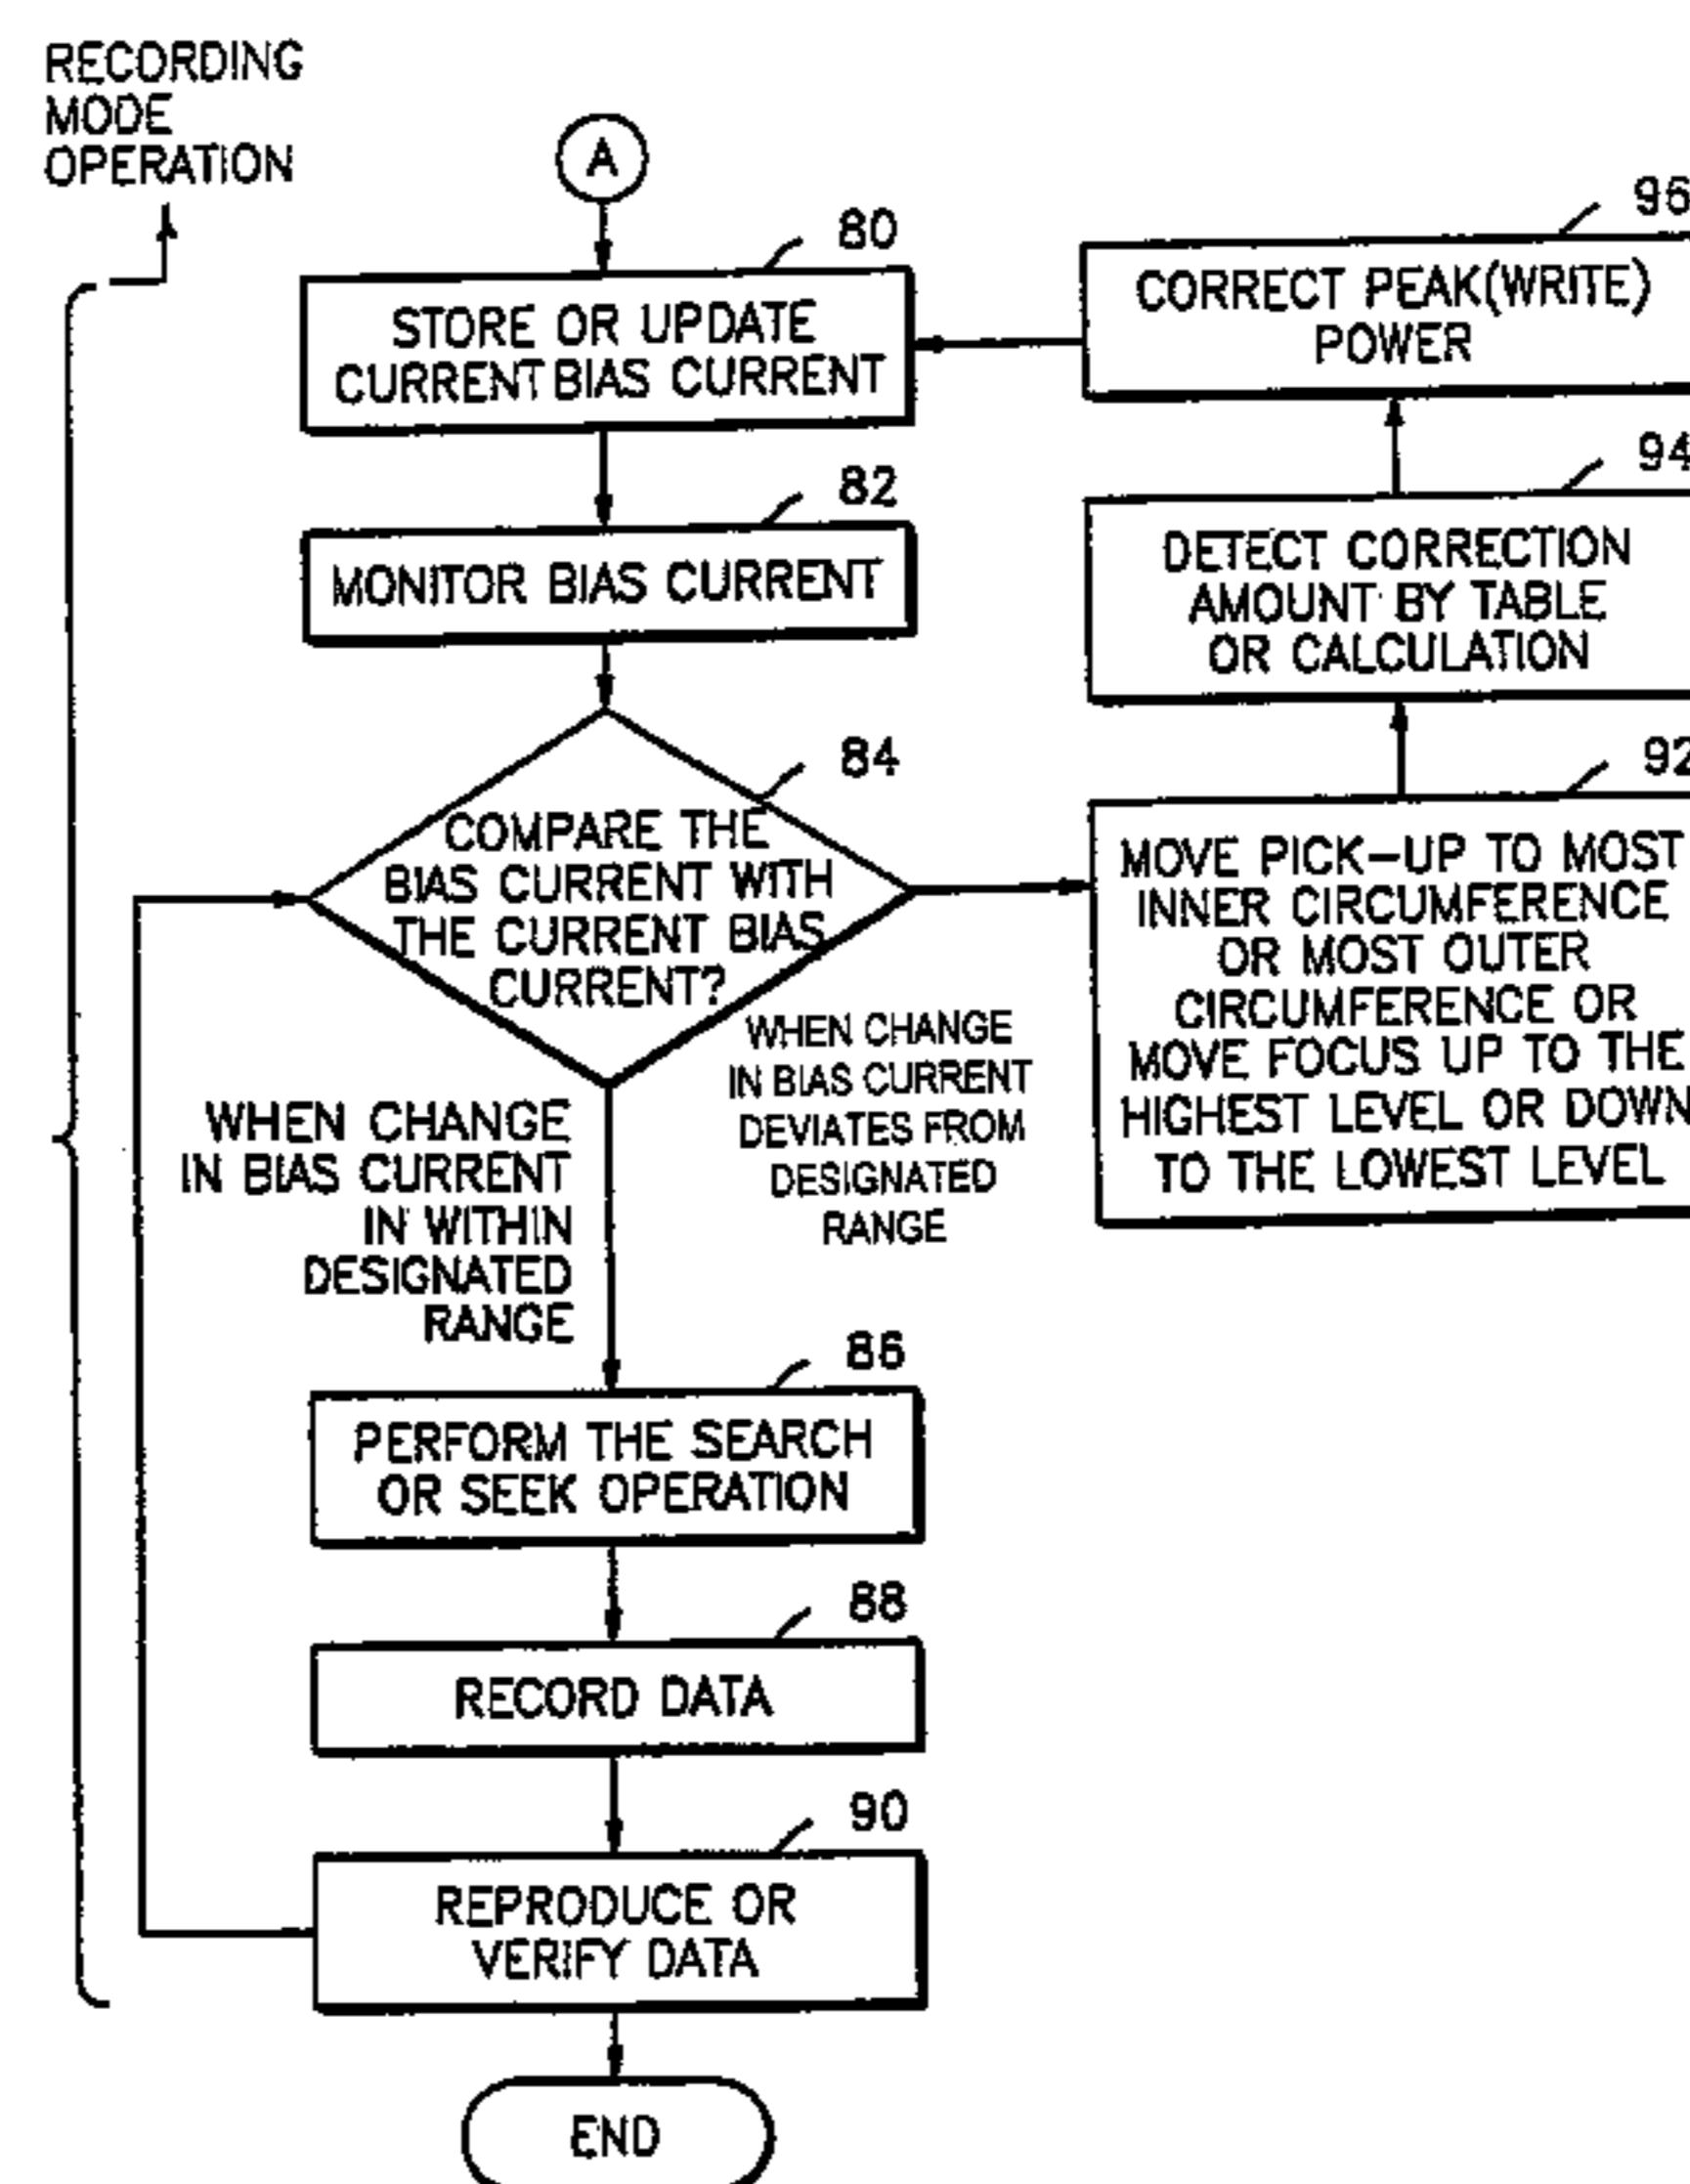 RECORDING
MODE
OPERATION
A
80
STORE OR UPDATE
CURRENT BIAS CURRENT
82
MONITOR BIAS CURRENT
84
COMPARE THE
BIAS CURRENT WITH
THE CURRENT BIAS
CURRENT?
WHEN CHANGE
IN BIAS CURRENT
IN WITHIN
DESIGNATED
RANGE
WHEN CHANGE
IN BIAS CURRENT
DEVIATES FROM
DESIGNATED
RANGE
86
PERFORM THE SEARCH
OR SEEK OPERATION
88
RECORD DATA
90
REPRODUCE OR
VERIFY DATA
END
96
CORRECT PEAK(WRITE)
POWER
94
DETECT CORRECTION
AMOUNT BY TABLE
OR CALCULATION
92
MOVE PICK-UP TO MOST
INNER CIRCUMFERENCE
OR MOST OUTER
CIRCUMFERENCE OR
MOVE FOCUS UP TO THE
HIGHEST LEVEL OR DOWN
TO THE LOWEST LEVEL